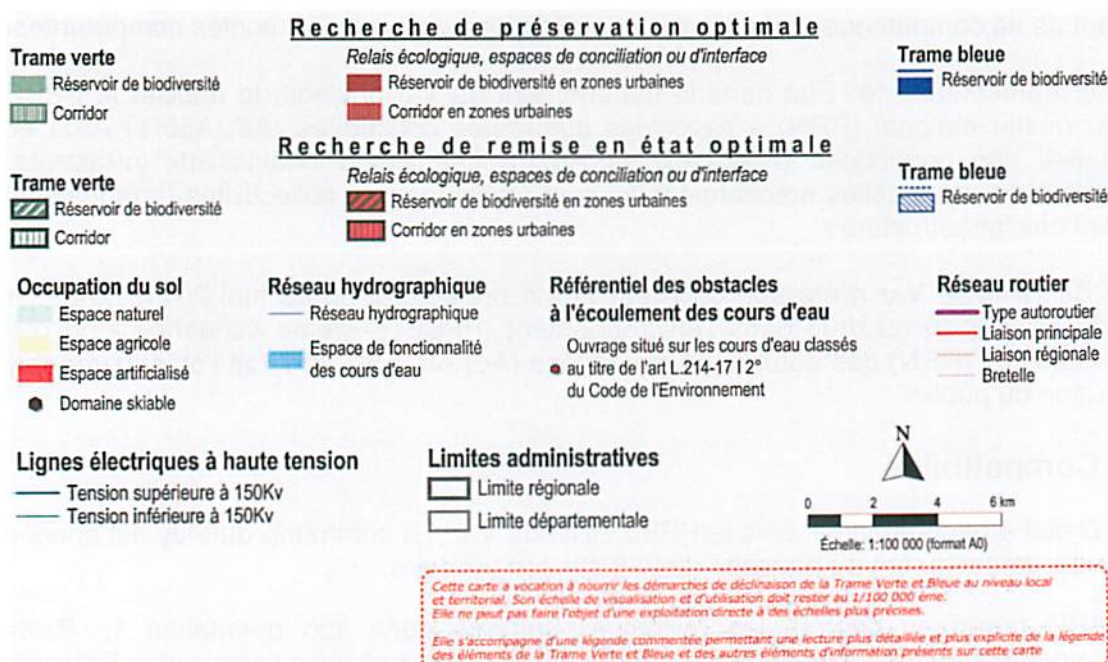 Recherche de préservation optimale
Trame verte
Réservoir de biodiversité
Corridor
Relais écologique, espaces de conciliation ou d'interface
Réservoir de biodiversité en zones urbaines
Corridor en zones urbaines
Trame bleue
Réservoir de biodiversité
Recherche de remise en état optimale
Trame verte
Réservoir de biodiversité
Corridor
Relais écologique, espaces de conciliation ou d'interface
Réservoir de biodiversité en zones urbaines
Corridor en zones urbaines
Trame bleue
Réservoir de biodiversité
Occupation du sol
Espace naturel
Espace agricole
Espace artificialisé
Domaine skiable
Réseau hydrographique
Réseau hydrographique
Espace de fonctionalité
des cours d'eau
Référentiel des obstacles
à l'écoulement des cours d'eau
Ouvrage situé sur les cours d'eau classés
au titre de l'art L.214-17 I 2°
du Code de l'Environnement
Réseau routier
Type autoroutier
Liaison principale
Liaison régionale
Bretelle
Lignes électriques à haute tension
Tension supérieure à 150Kv
Tension inférieure à 150Kv
Limites administratives
Limite régionale
Limite départementale
N
0 2 4 6 km
Échelle: 1:100 000 (format A0)
Cette carte a vocation à nourrir les démarches de déclinaison de la Trame Verte et Bleue au niveau local
et territorial. Son échelle de visualisation et d'utilisation doit rester au 1/100 000 ème.
Elle ne peut pas faire l'objet d'une exploitation directe à des échelles plus précises.
Elle s'accompagne d'une légende commentée permettant une lecture plus détaillée et plus explicite de la légende
des éléments de la Trame Verte et Bleue et des autres éléments d'information présents sur cette carte